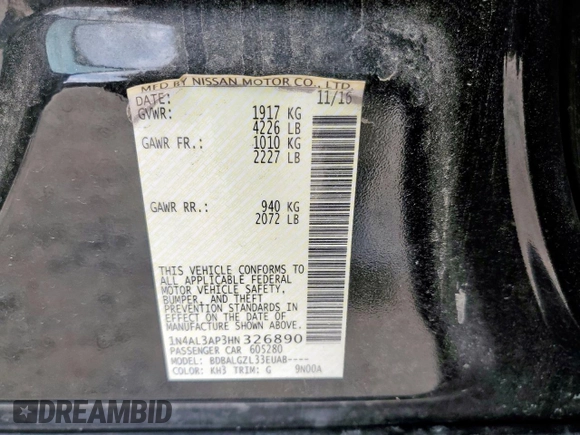 MFD BY NISSAN MOTOR CO., LTD.
DATE: 11/16
GVWR: 1917 KG
4226 LB
GAWR FR.: 1010 KG
2227 LB
GAWR RR.: 940 KG
2072 LB
THIS VEHICLE CONFORMS TO
ALL APPLICABLE FEDERAL
MOTOR VEHICLE SAFETY,
BUMPER, AND THEFT
PREVENTION STANDARDS IN
EFFECT ON THE DATE OF
MANUFACTURE SHOWN ABOVE.
1N4AL3AP3HN326890
PASSENGER CAR 605280
MODEL: BDBALGZL33EUAB----
COLOR: KH3 TRIM: G 9N00A
DREAMBID